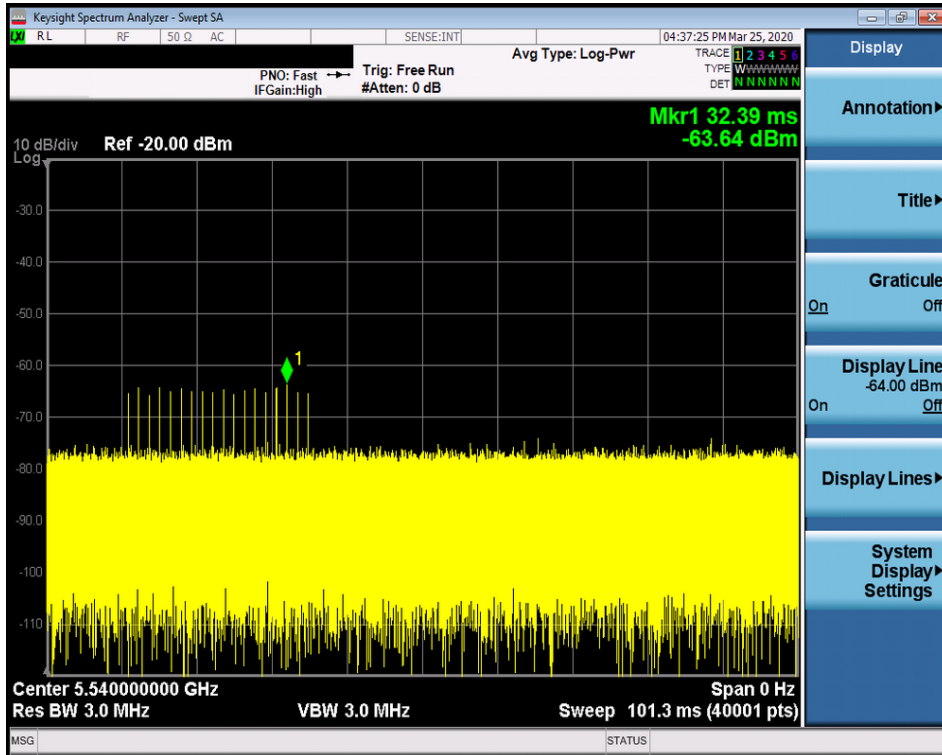 Keysight Spectrum Analyzer - Swept SA
LXI RL RF 50 Ω AC SENSE:INT 04:37:25 PM Mar 25, 2020
PNO: Fast
IFGain:High
Trig: Free Run
#Atten: 0 dB
Avg Type: Log-Pwr
TRACE 1 2 3 4 5 6
TYPE WWWWWW
DET N N N N N N
Mkr1 32.39 ms
-63.64 dBm
10 dB/div Ref -20.00 dBm
Log
-30.0
-40.0
-50.0
-60.0
1
-70.0
-80.0
-90.0
-100
-110
Center 5.540000000 GHz Span 0 Hz
Res BW 3.0 MHz VBW 3.0 MHz Sweep 101.3 ms (40001 pts)
MSG STATUS
Display
Annotation
Title
Graticule
On Off
Display Line
-64.00 dBm
On Off
Display Lines
System
Display
Settings